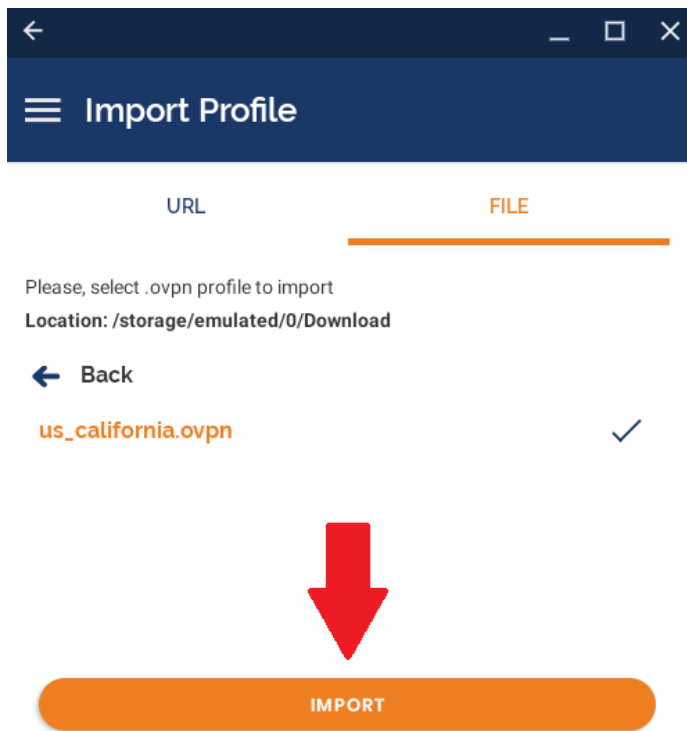 Import Profile
URL
FILE
Please, select .ovpn profile to import
Location: /storage/emulated/0/Download
Back
us_california.ovpn
IMPORT